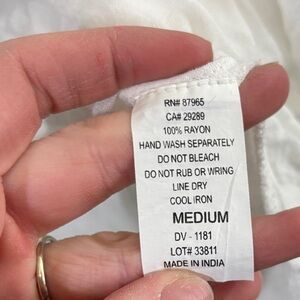 RN# 87965
CA# 29289
100% RAYON
HAND WASH SEPARATELY
DO NOT BLEACH
DO NOT RUB OR WRING
LINE DRY
COOL IRON
MEDIUM
DV - 1181
LOT# 33811
MADE IN INDIA